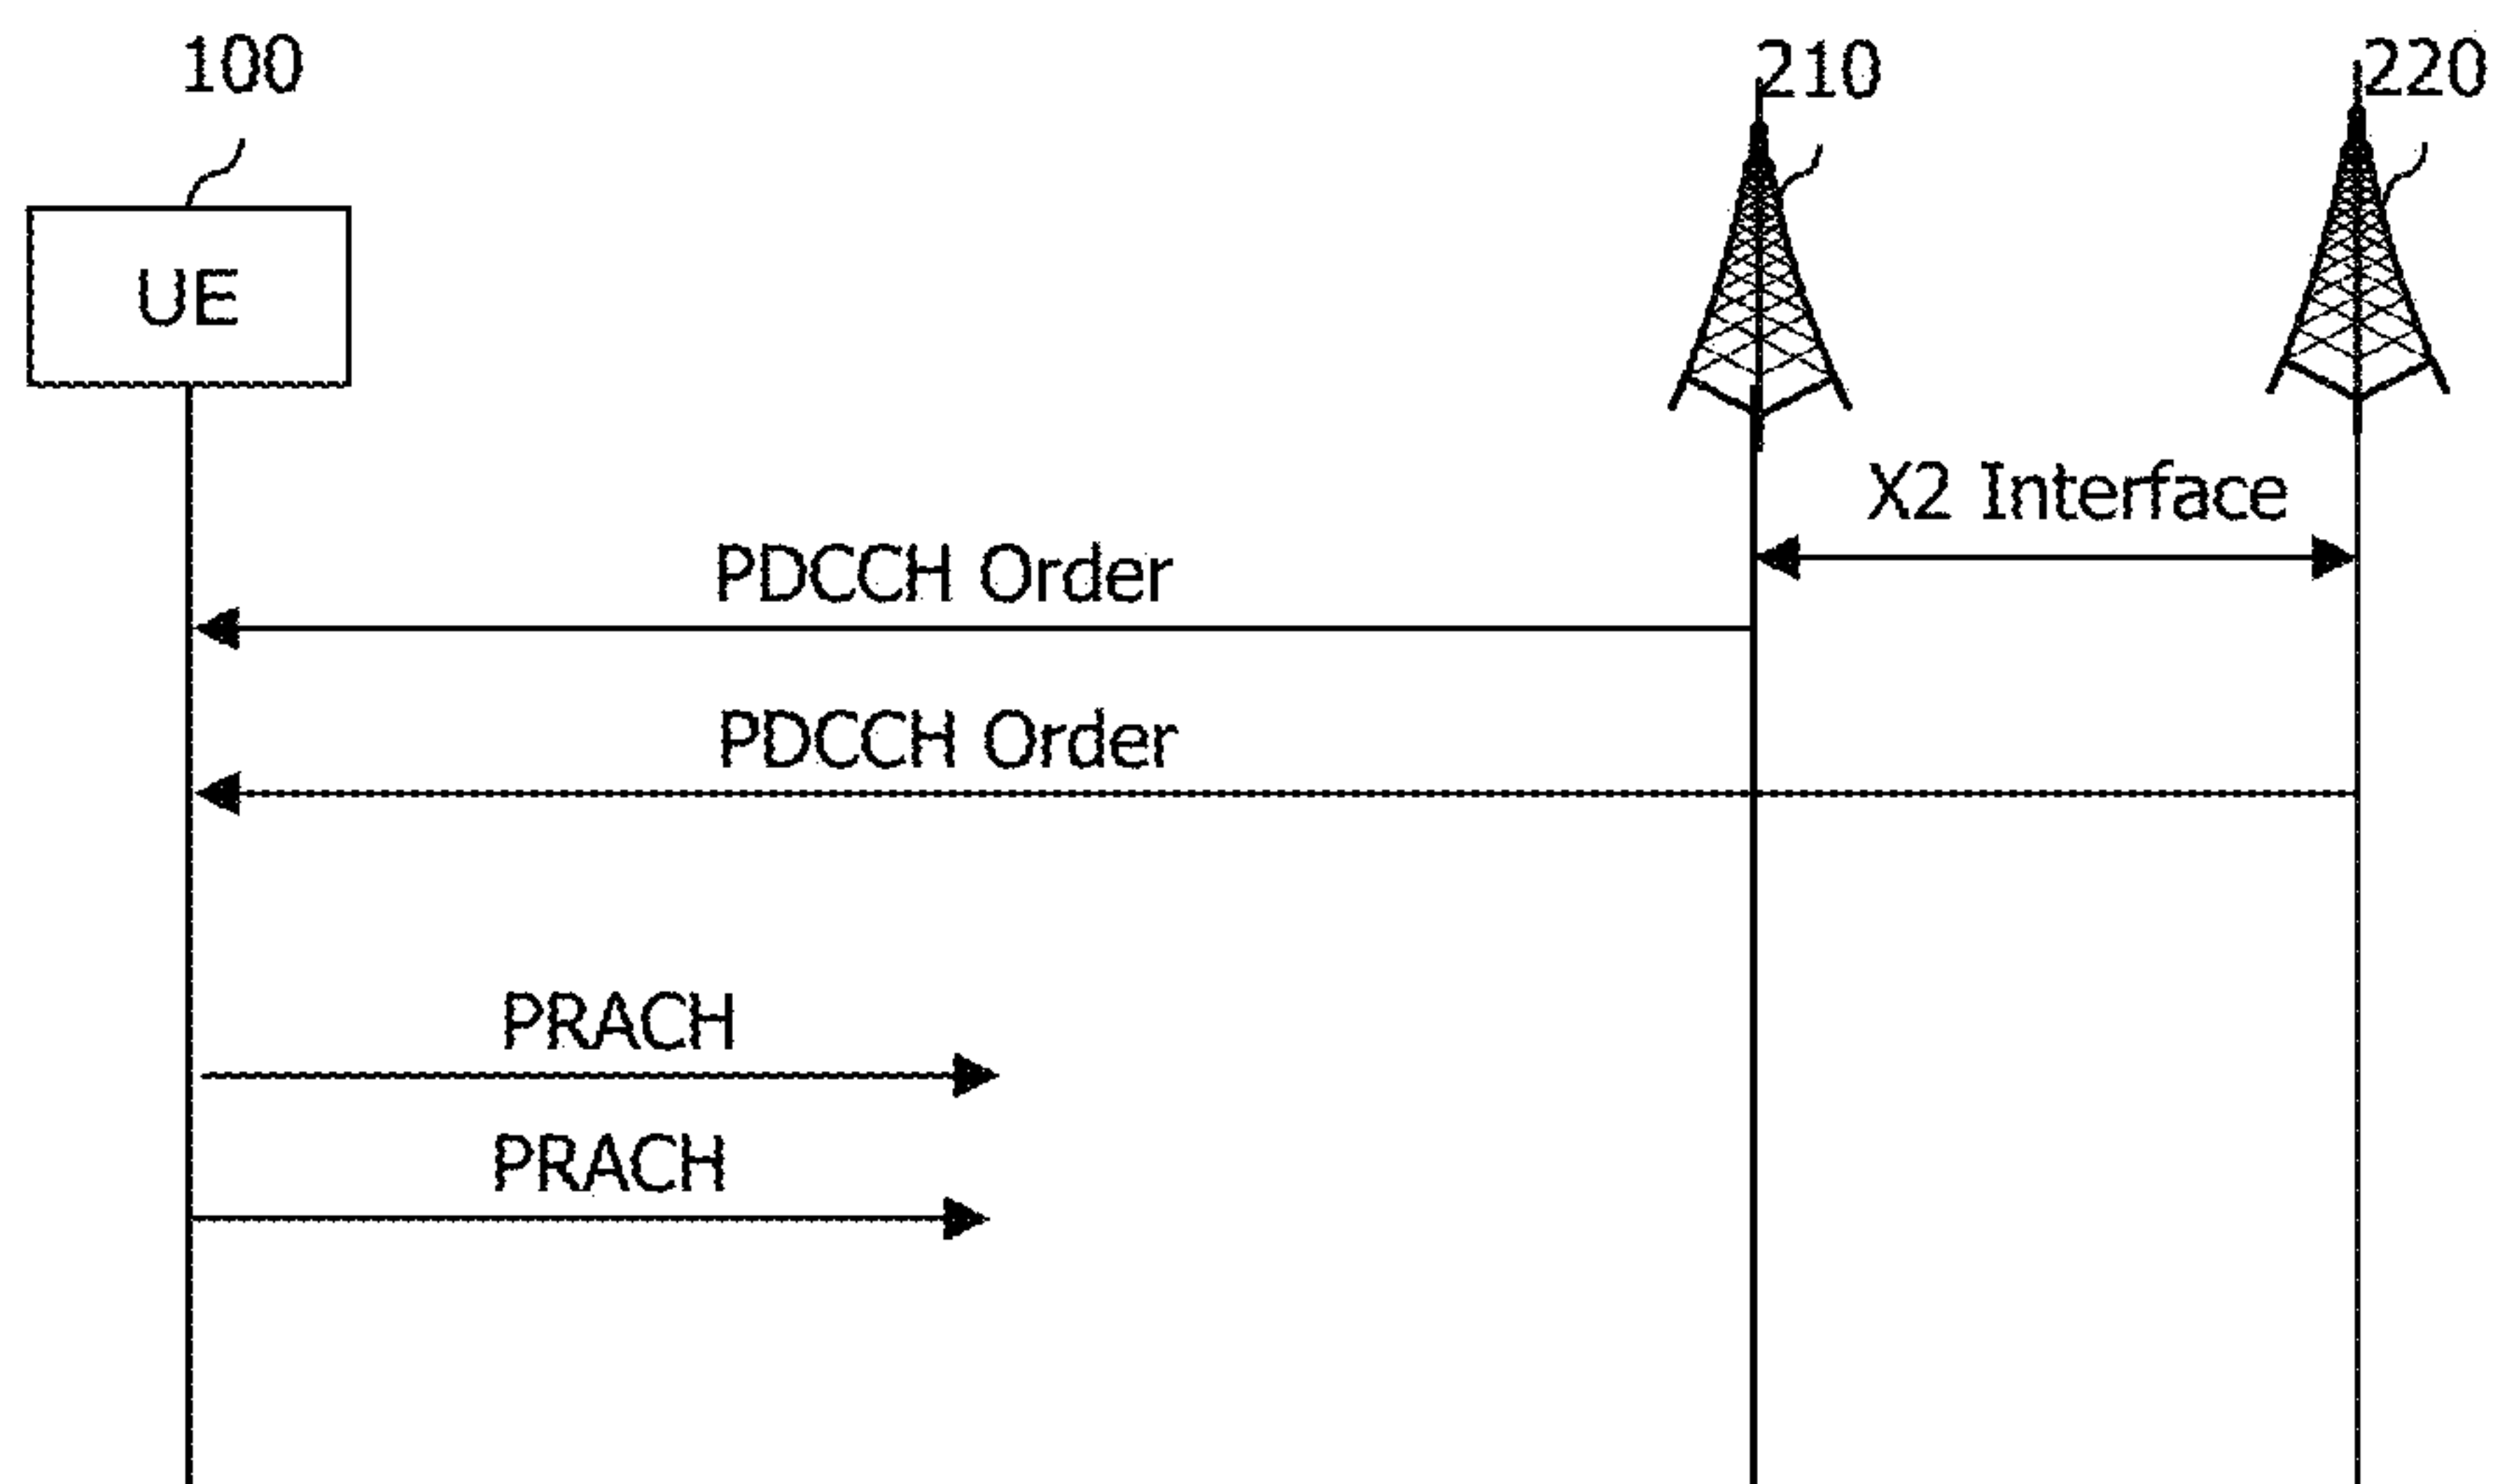 100
210
220
UE
X2 Interface
PDCCH Order
PDCCH Order
PRACH
PRACH